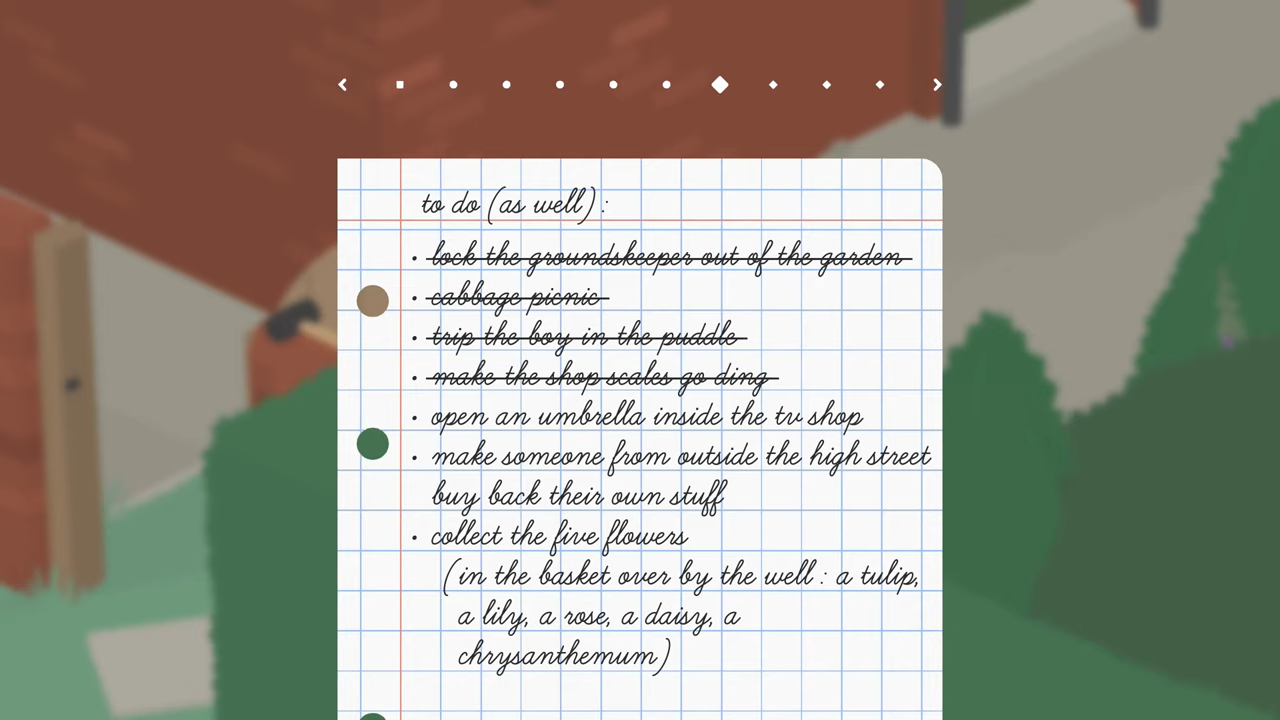 to do (as well) :
• lock the groundskeeper out of the garden
• cabbage picnic
• trip the boy in the puddle
• make the shop scales go ding
• open an umbrella inside the tv shop
• make someone from outside the high street
buy back their own stuff
• collect the five flowers
(in the basket over by the well : a tulip,
a lily, a rose, a daisy, a
chrysanthemum)